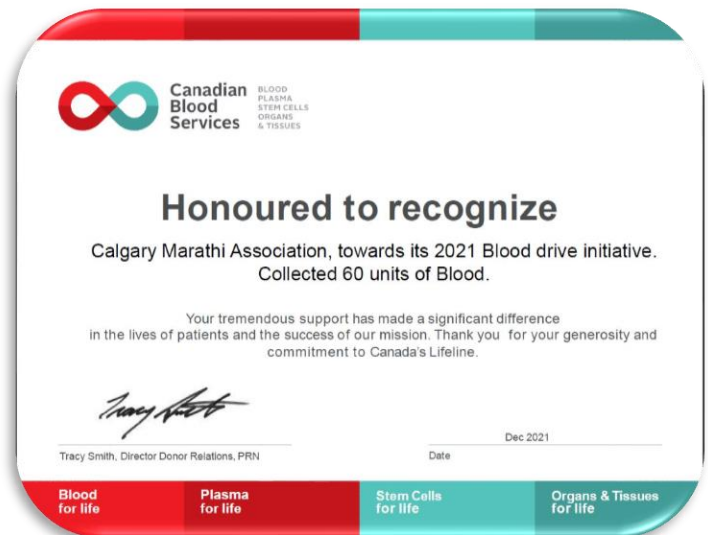 Canadian
Blood
Services
BLOOD
PLASMA
STEM CELLS
ORGANS
& TISSUES
Honoured to recognize
Calgary Marathi Association, towards its 2021 Blood drive initiative.
Collected 60 units of Blood.
Your tremendous support has made a significant difference
in the lives of patients and the success of our mission. Thank you for your generosity and
commitment to Canada's Lifeline.
Tracy Smith, Director Donor Relations, PRN
Dec 2021
Date
Blood
for life
Plasma
for life
Stem Cells
for life
Organs & Tissues
for life